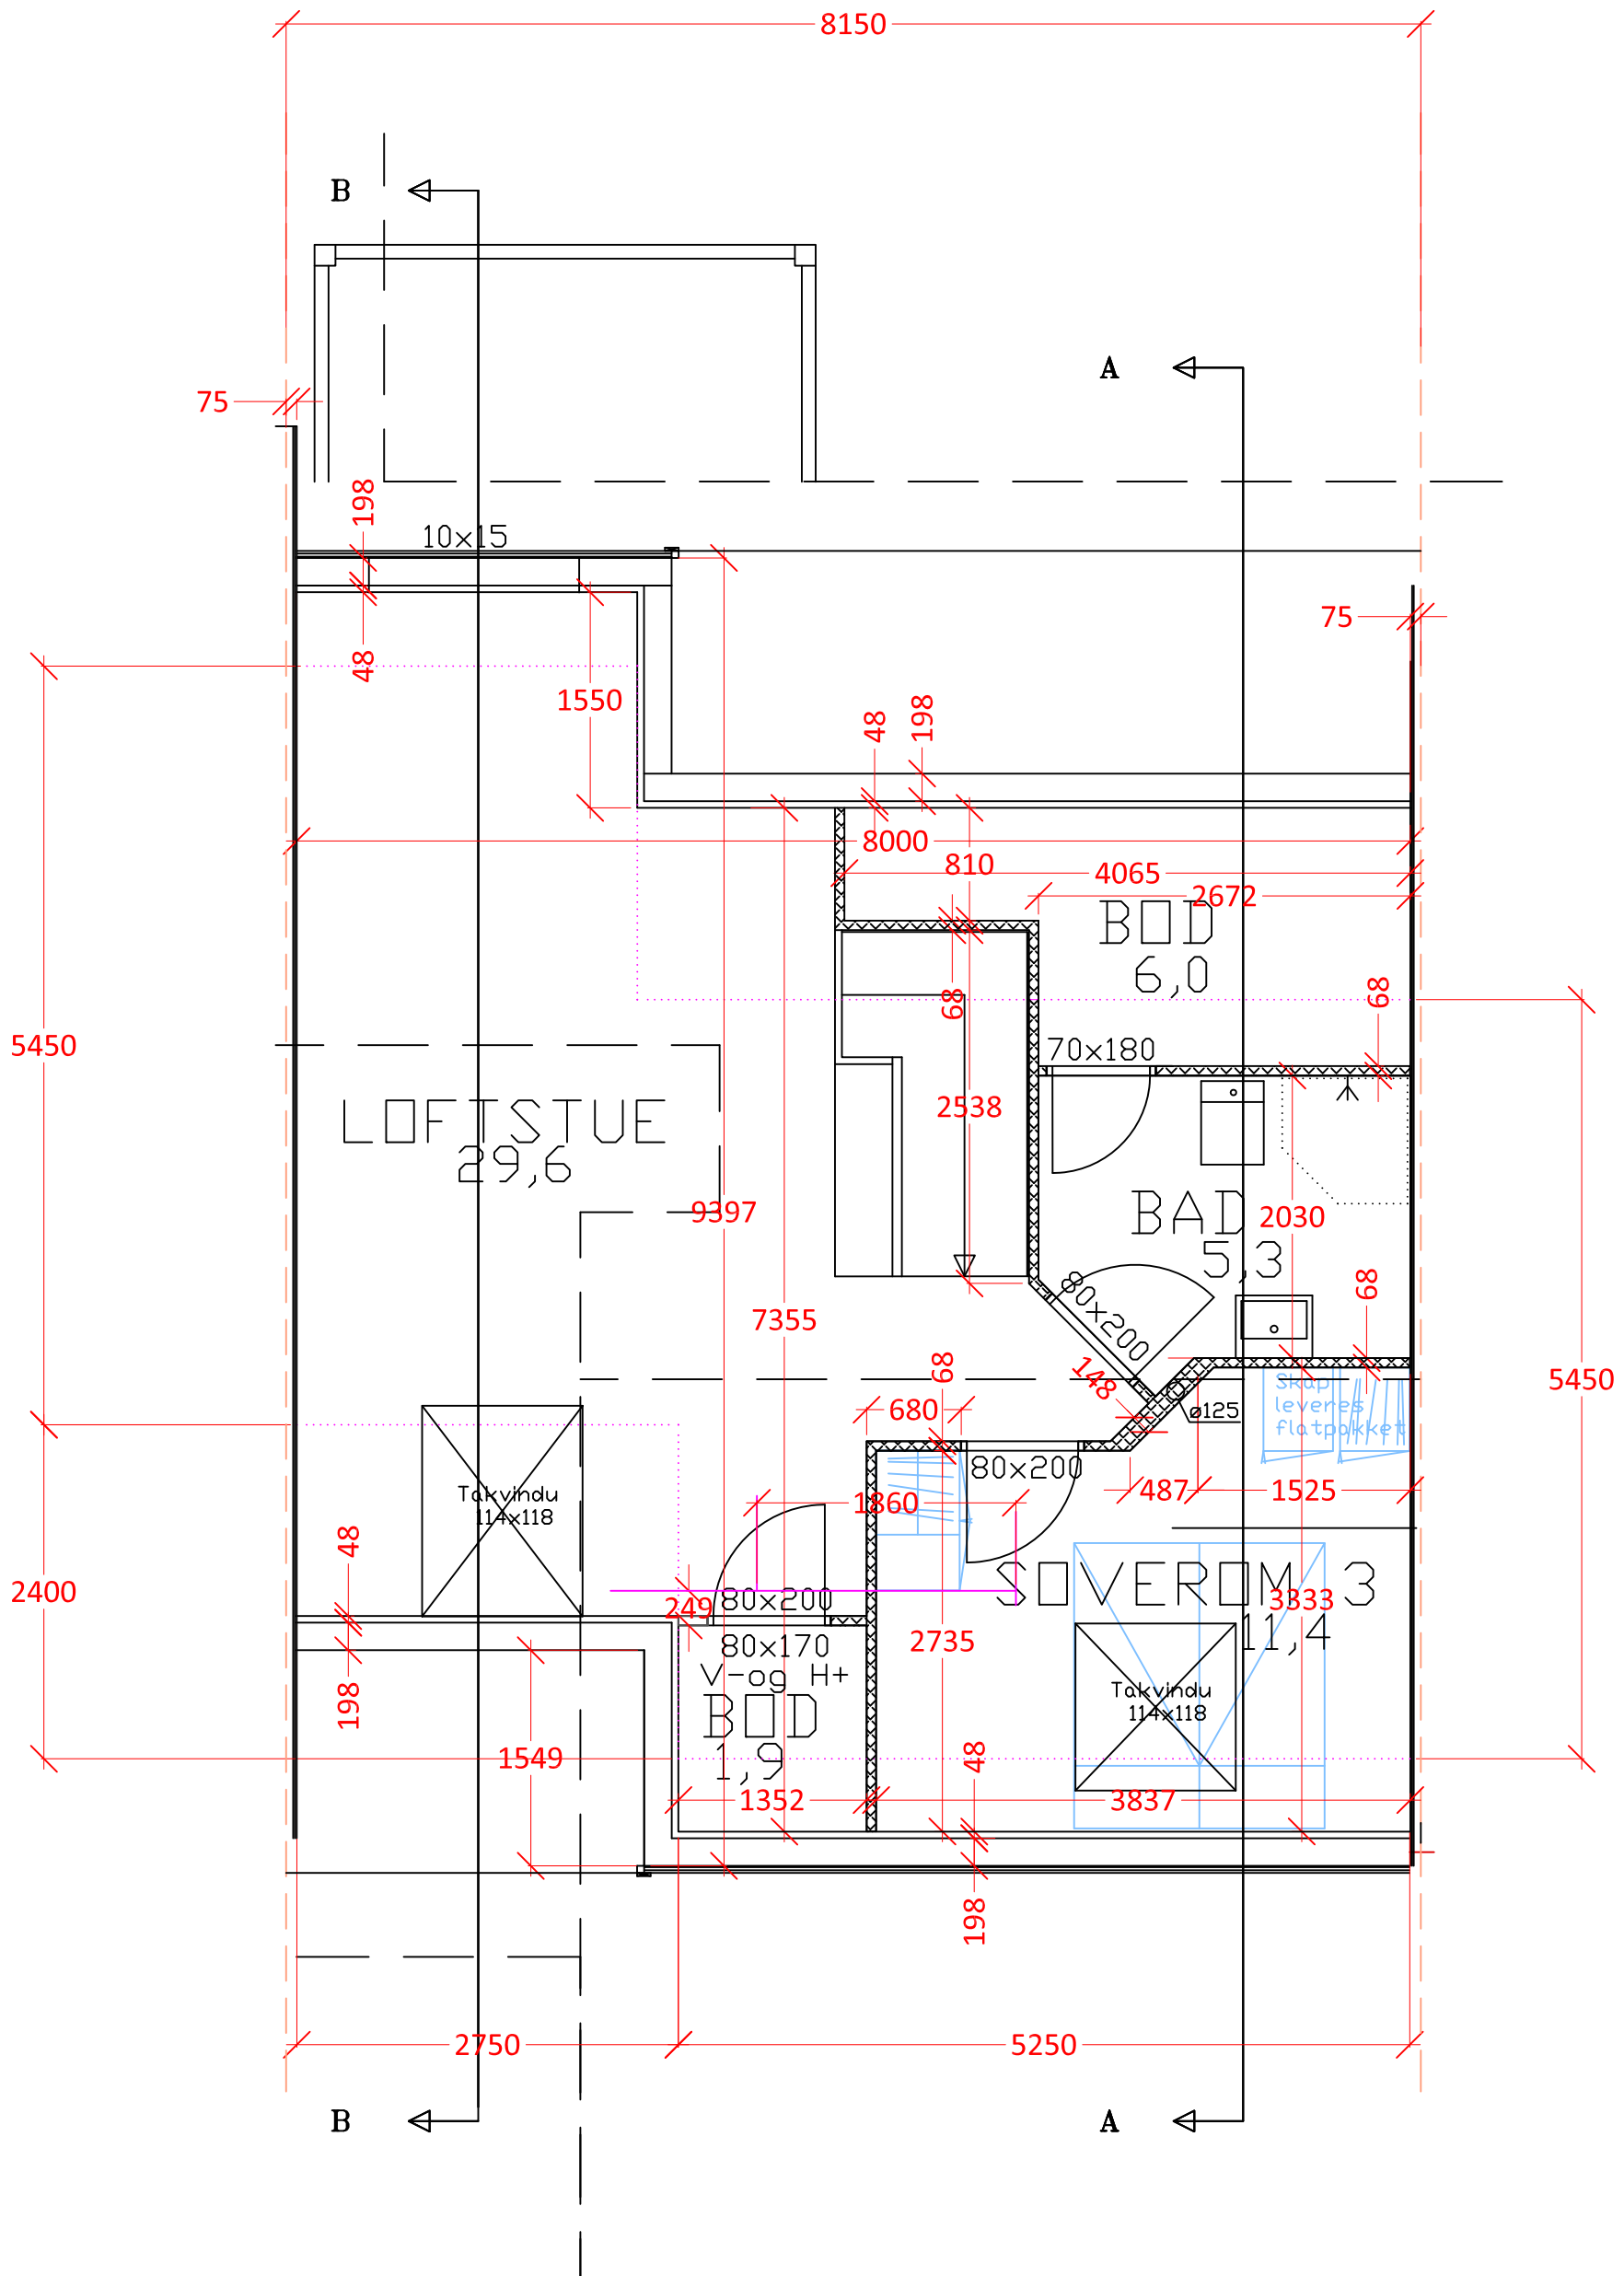 8150
B
A
75
198
10x15
75
48
1550
48
198
8000
810
4065
2672
BOD
6,0
68
68
70x180
5450
LOFTSTUE
29,6
2538
9397
BAD
2030
5,3
68
80x200
7355
148
68
680
5450
Skap
leveres
flatpakket
ø125
80x200
487
1525
1860
Takvindu
114x118
48
2400
249
80x200
SOVEROM 3
3333
11,4
2735
80x170
V-og H+
BOD
1,9
198
1549
Takvindu
114x118
48
1352
3837
198
2750
5250
B
A